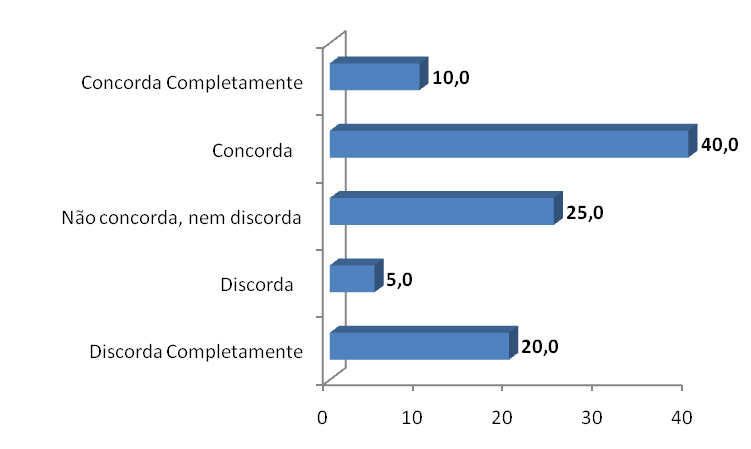 Concorda Completamente 10,0
Concorda 40,0
Não concorda, nem discorda 25,0
Discorda 5,0
Discorda Completamente 20,0
0 10 20 30 40